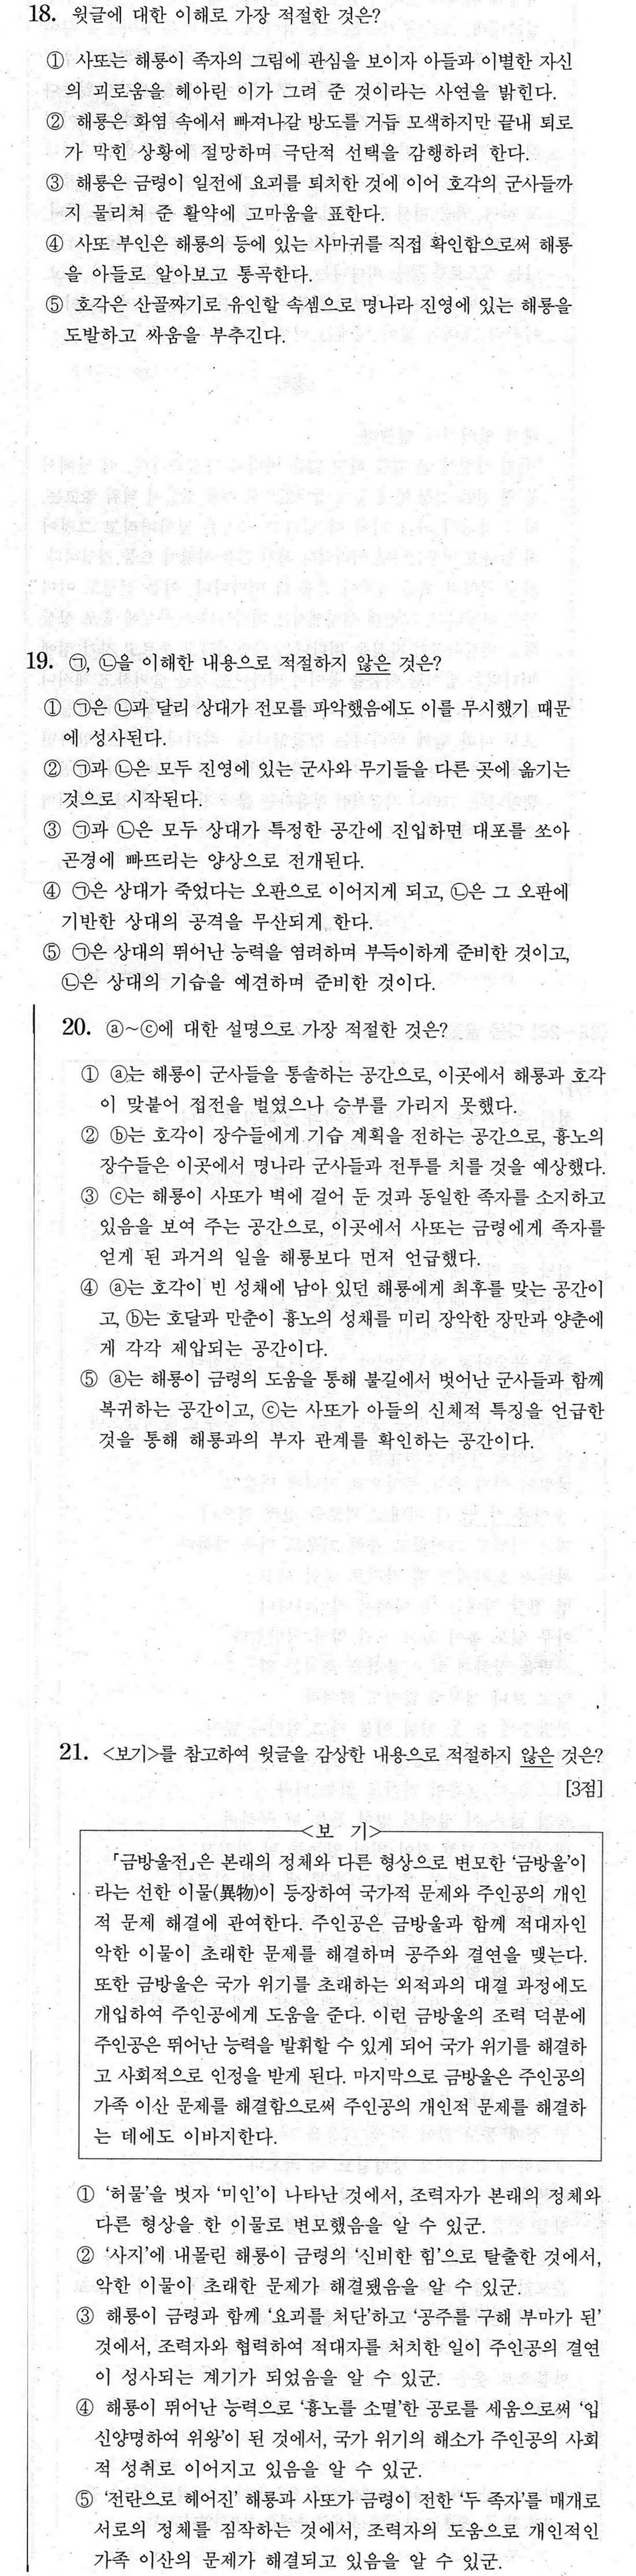 18. 윗글에 대한 이해로 가장 적절한 것은?
① 사또는 해룡이 족자의 그림에 관심을 보이자 아들과 이별한 자신
의 괴로움을 헤아린 이가 그려 준 것이라는 사연을 밝힌다.
② 해룡은 화염 속에서 빠져나갈 방도를 거듭 모색하지만 끝내 퇴로
가 막힌 상황에 절망하며 극단적 선택을 감행하려 한다.
③ 해룡은 금령이 일전에 요괴를 퇴치한 것에 이어 호각의 군사들까
지 물리쳐 준 활약에 고마움을 표한다.
④ 사또 부인은 해룡의 등에 있는 사마귀를 직접 확인함으로써 해룡
을 아들로 알아보고 통곡한다.
⑤ 호각은 산골짜기로 유인할 속셈으로 명나라 진영에 있는 해룡을
도발하고 싸움을 부추긴다.
19. ㉠, ㉡을 이해한 내용으로 적절하지 않은 것은?
① ㉠은 ㉡과 달리 상대가 전모를 파악했음에도 이를 무시했기 때문
에 성사된다.
② ㉠과 ㉡은 모두 진영에 있는 군사와 무기들을 다른 곳에 옮기는
것으로 시작된다.
③ ㉠과 ㉡은 모두 상대가 특정한 공간에 진입하면 대포를 쏘아
곤경에 빠뜨리는 양상으로 전개된다.
④ ㉠은 상대가 죽었다는 오판으로 이어지게 되고, ㉡은 그 오판에
기반한 상대의 공격을 무산되게 한다.
⑤ ㉠은 상대의 뛰어난 능력을 염려하며 부득이하게 준비한 것이고,
㉡은 상대의 기습을 예견하며 준비한 것이다.
20. ⓐ~ⓒ에 대한 설명으로 가장 적절한 것은?
① ⓐ는 해룡이 군사들을 통솔하는 공간으로, 이곳에서 해룡과 호각
이 맞붙어 접전을 벌였으나 승부를 가리지 못했다.
② ⓑ는 호각이 장수들에게 기습 계획을 전하는 공간으로, 흉노의
장수들은 이곳에서 명나라 군사들과 전투를 치를 것을 예상했다.
③ ⓒ는 해룡이 사또가 벽에 걸어 둔 것과 동일한 족자를 소지하고
있음을 보여 주는 공간으로, 이곳에서 사또는 금령에게 족자를
얻게 된 과거의 일을 해룡보다 먼저 언급했다.
④ ⓐ는 호각이 빈 성채에 남아 있던 해룡에게 최후를 맞는 공간이
고, ⓑ는 호달과 만춘이 흉노의 성채를 미리 장악한 장만과 양춘에
게 각각 제압되는 공간이다.
⑤ ⓐ는 해룡이 금령의 도움을 통해 불길에서 벗어난 군사들과 함께
복귀하는 공간이고, ⓒ는 사또가 아들의 신체적 특징을 언급한
것을 통해 해룡과의 부자 관계를 확인하는 공간이다.
21. <보기>를 참고하여 윗글을 감상한 내용으로 적절하지 않은 것은?
[3점]
<보 기>
「금방울전」은 본래의 정체와 다른 형상으로 변모한 ‘금방울’이
라는 선한 이물(異物)이 등장하여 국가적 문제와 주인공의 개인
적 문제 해결에 관여한다. 주인공은 금방울과 함께 적대자인
악한 이물이 초래한 문제를 해결하며 공주와 결연을 맺는다.
또한 금방울은 국가 위기를 초래하는 외적과의 대결 과정에도
개입하여 주인공에게 도움을 준다. 이런 금방울의 조력 덕분에
주인공은 뛰어난 능력을 발휘할 수 있게 되어 국가 위기를 해결하
고 사회적으로 인정을 받게 된다. 마지막으로 금방울은 주인공의
가족 이산 문제를 해결함으로써 주인공의 개인적 문제를 해결하
는 데에도 이바지한다.
① ‘허물’을 벗자 ‘미인’이 나타난 것에서, 조력자가 본래의 정체와
다른 형상을 한 이물로 변모했음을 알 수 있군.
② ‘사지’에 내몰린 해룡이 금령의 ‘신비한 힘’으로 탈출한 것에서,
악한 이물이 초래한 문제가 해결됐음을 알 수 있군.
③ 해룡이 금령과 함께 ‘요괴를 처단’하고 ‘공주를 구해 부마가 된’
것에서, 조력자와 협력하여 적대자를 처치한 일이 주인공의 결연
이 성사되는 계기가 되었음을 알 수 있군.
④ 해룡이 뛰어난 능력으로 ‘흉노를 소멸’한 공로를 세움으로써 ‘입
신양명하여 위왕’이 된 것에서, 국가 위기의 해소가 주인공의 사회
적 성취로 이어지고 있음을 알 수 있군.
⑤ ‘전란으로 헤어진’ 해룡과 사또가 금령이 전한 ‘두 족자’를 매개로
서로의 정체를 짐작하는 것에서, 조력자의 도움으로 개인적인
가족 이산의 문제가 해결되고 있음을 알 수 있군.